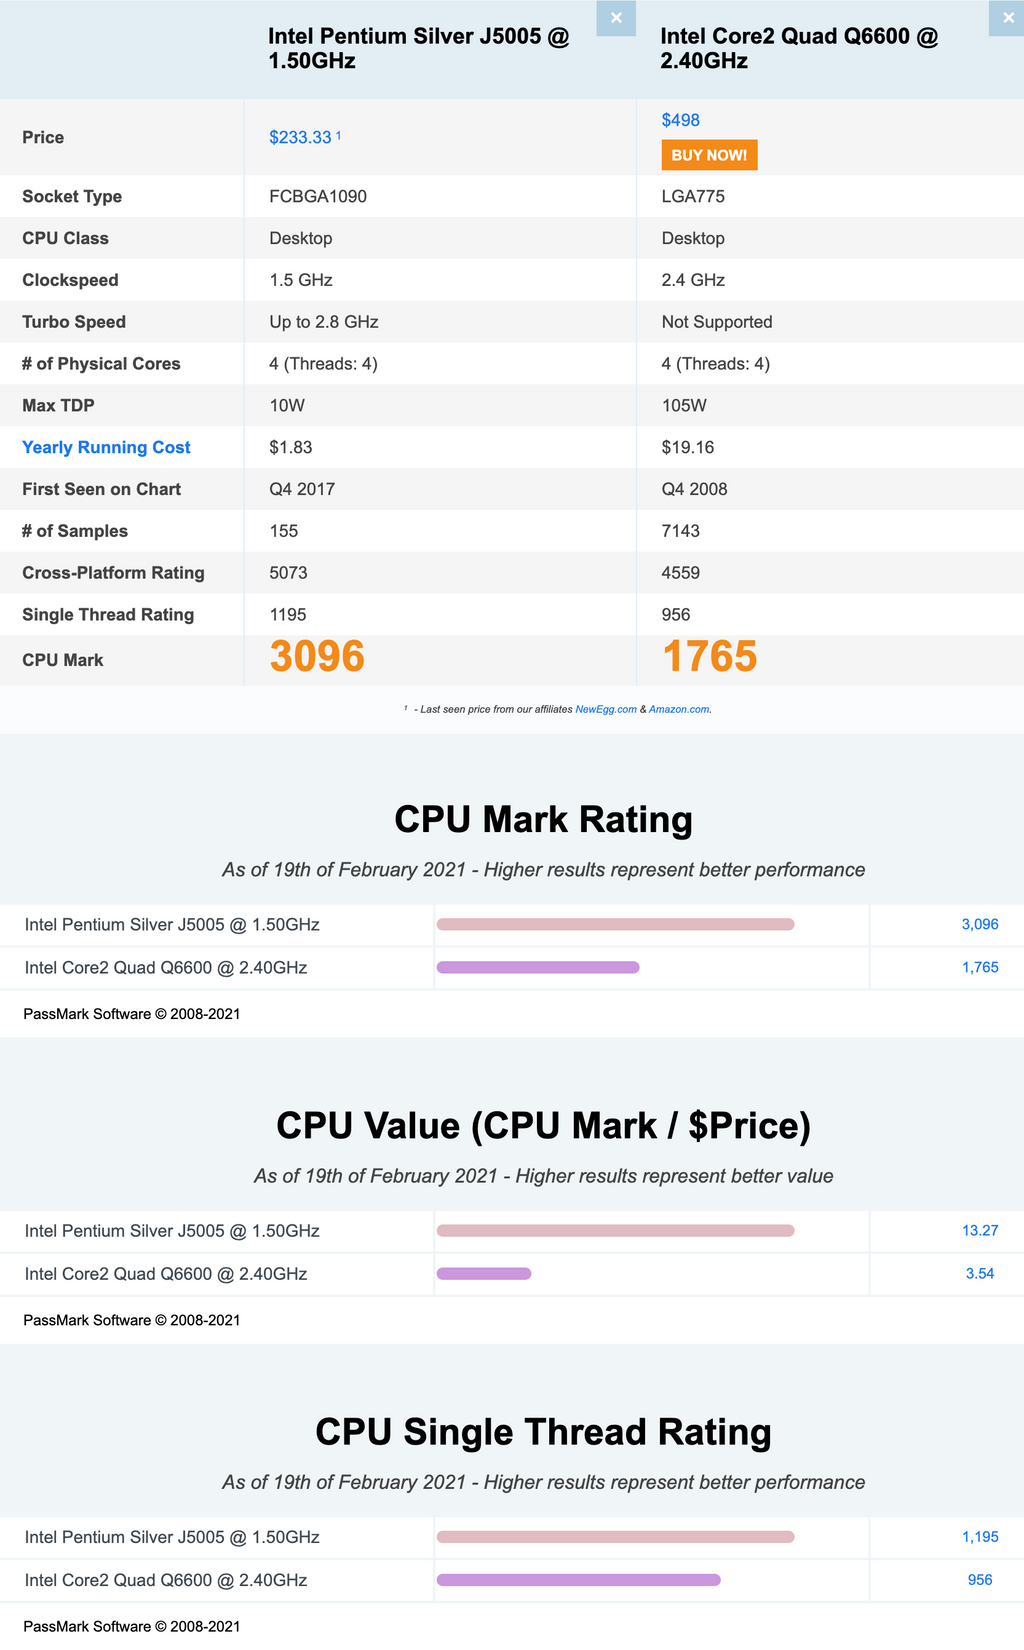 Intel Pentium Silver J5005 @ 1.50GHz
×
Intel Core2 Quad Q6600 @ 2.40GHz
×
Price $233.33 ¹ $498
BUY NOW!
Socket Type FCBGA1090 LGA775
CPU Class Desktop Desktop
Clockspeed 1.5 GHz 2.4 GHz
Turbo Speed Up to 2.8 GHz Not Supported
# of Physical Cores 4 (Threads: 4) 4 (Threads: 4)
Max TDP 10W 105W
Yearly Running Cost $1.83 $19.16
First Seen on Chart Q4 2017 Q4 2008
# of Samples 155 7143
Cross-Platform Rating 5073 4559
Single Thread Rating 1195 956
CPU Mark 3096 1765
¹ - Last seen price from our affiliates NewEgg.com & Amazon.com.
CPU Mark Rating
As of 19th of February 2021 - Higher results represent better performance
Intel Pentium Silver J5005 @ 1.50GHz 3,096
Intel Core2 Quad Q6600 @ 2.40GHz 1,765
PassMark Software © 2008-2021
CPU Value (CPU Mark / $Price)
As of 19th of February 2021 - Higher results represent better value
Intel Pentium Silver J5005 @ 1.50GHz 13.27
Intel Core2 Quad Q6600 @ 2.40GHz 3.54
PassMark Software © 2008-2021
CPU Single Thread Rating
As of 19th of February 2021 - Higher results represent better performance
Intel Pentium Silver J5005 @ 1.50GHz 1,195
Intel Core2 Quad Q6600 @ 2.40GHz 956
PassMark Software © 2008-2021